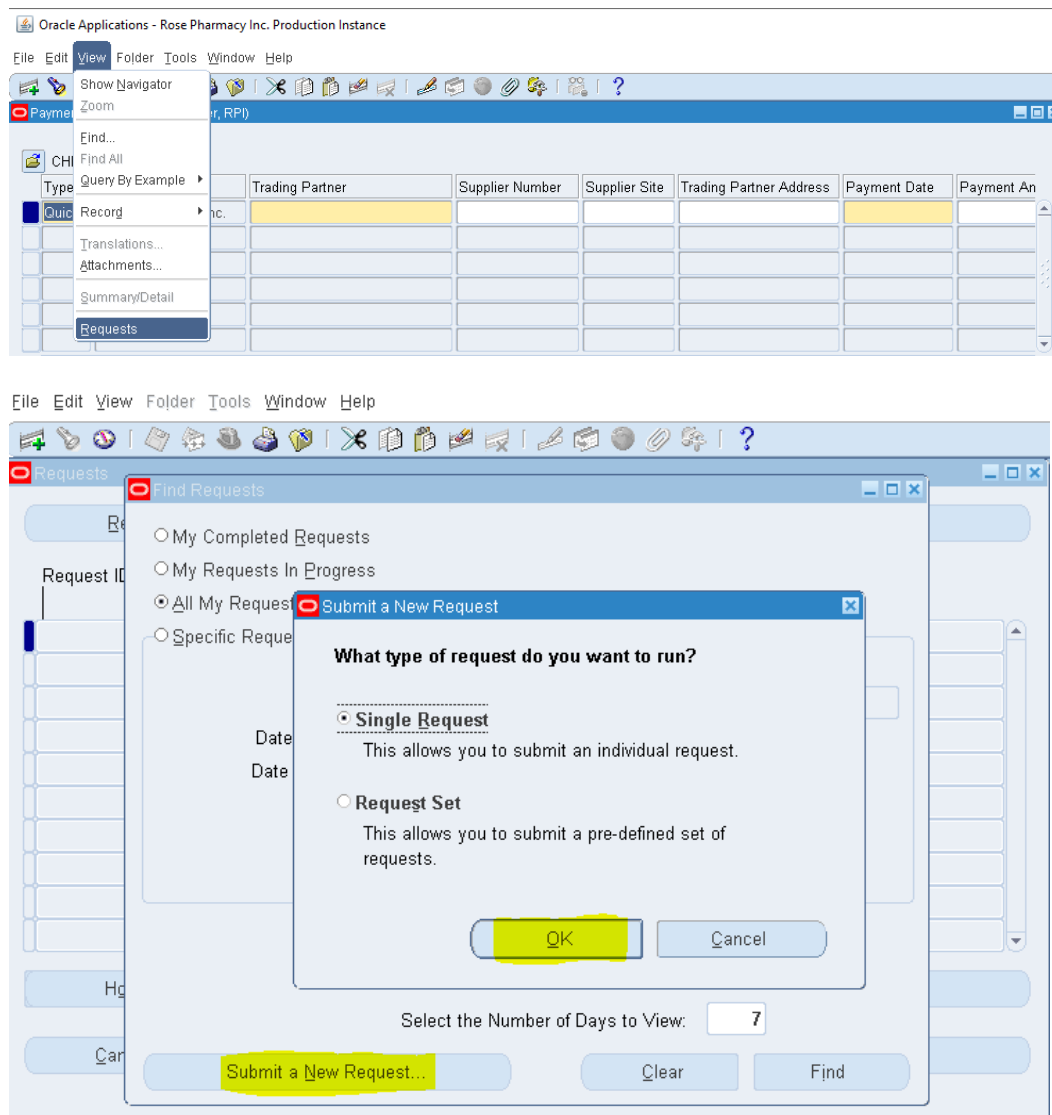 Oracle Applications - Rose Pharmacy Inc. Production Instance
File Edit View Folder Tools Window Help
Show Navigator
Zoom
Find...
Find All
Query By Example
Record
Translations...
Attachments...
Summary/Detail
Requests
r, RPI)
Type Trading Partner Supplier Number Supplier Site Trading Partner Address Payment Date Payment Am
Quic nc.
File Edit View Folder Tools Window Help
Requests
Find Requests
My Completed Requests
My Requests In Progress
Request ID
All My Request
Specific Reque
Submit a New Request
What type of request do you want to run?
Single Request
This allows you to submit an individual request.
Date
Date
Request Set
This allows you to submit a pre-defined set of
requests.
OK Cancel
Select the Number of Days to View: 7
Submit a New Request... Clear Find